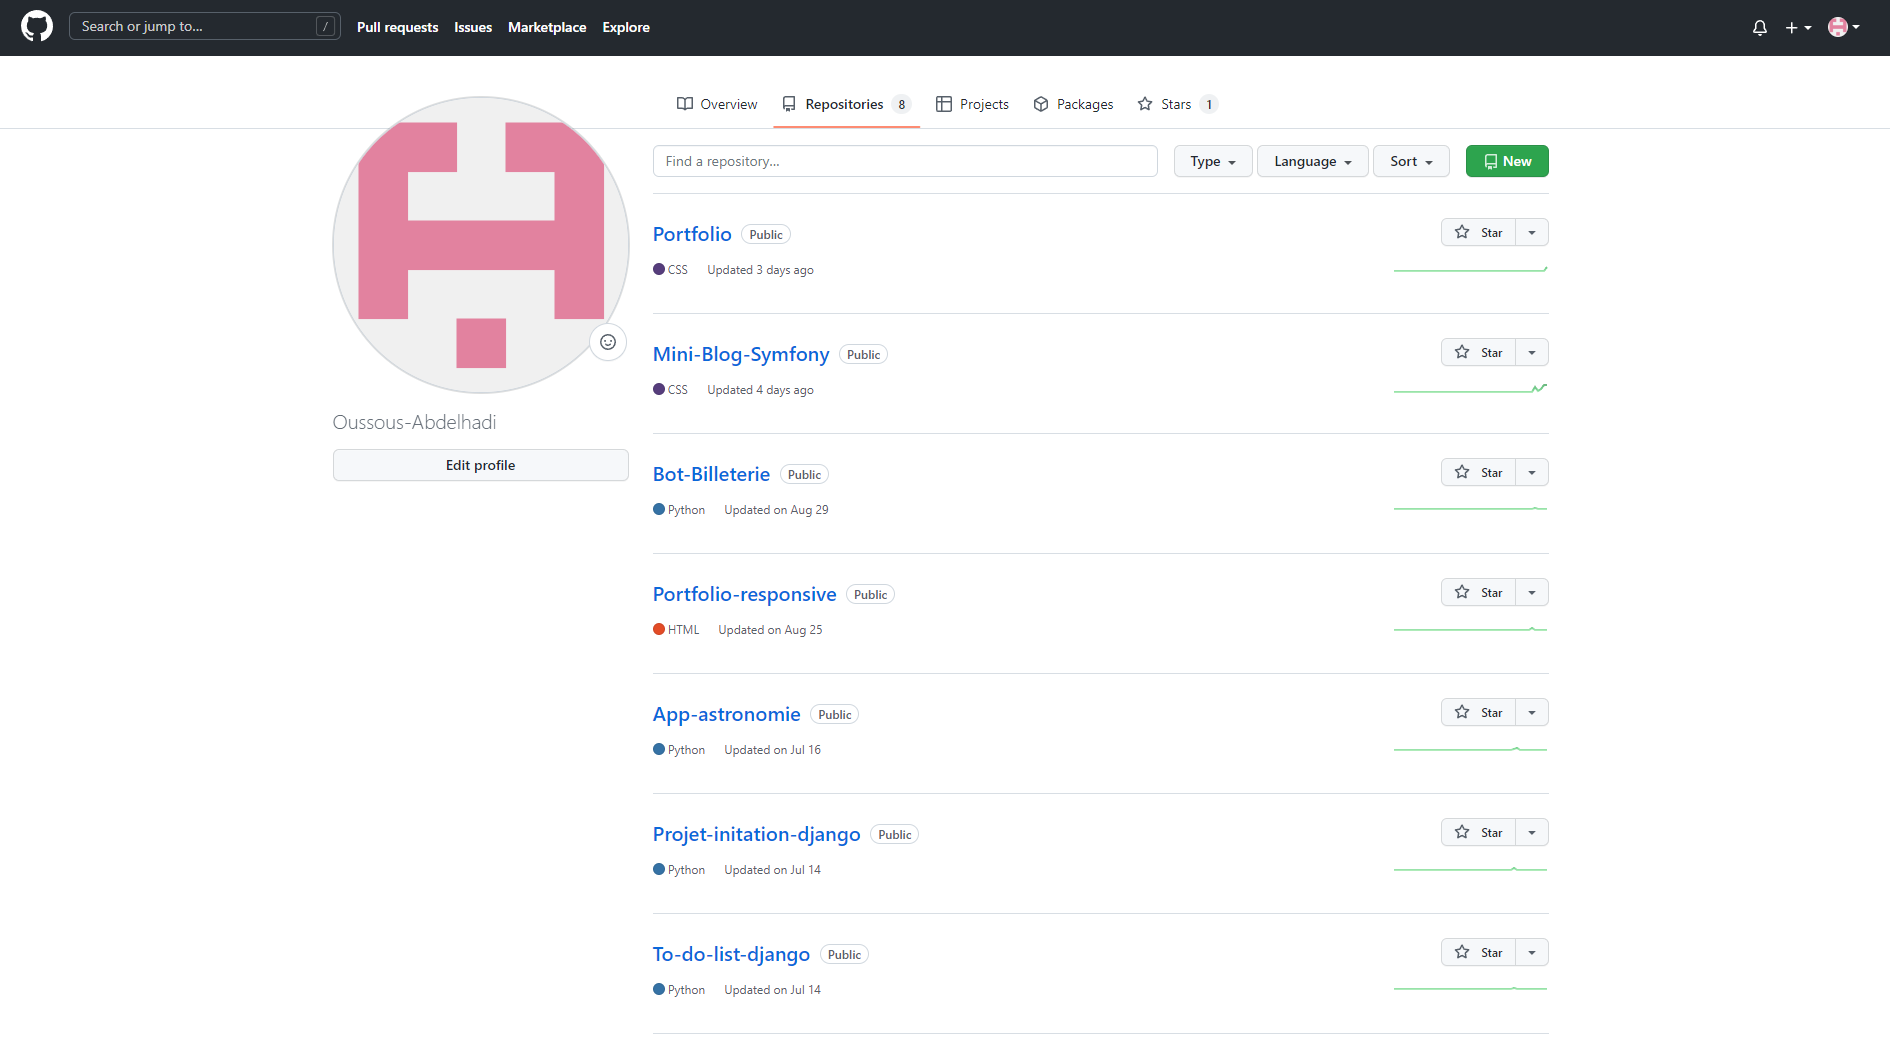 Search or jump to... / Pull requests Issues Marketplace Explore
Overview Repositories 8 Projects Packages Stars 1
Find a repository... Type Language Sort New
Portfolio Public Star
CSS Updated 3 days ago
Mini-Blog-Symfony Public Star
CSS Updated 4 days ago
Oussous-Abdelhadi
Edit profile
Bot-Billeterie Public Star
Python Updated on Aug 29
Portfolio-responsive Public Star
HTML Updated on Aug 25
App-astronomie Public Star
Python Updated on Jul 16
Projet-initation-django Public Star
Python Updated on Jul 14
To-do-list-django Public Star
Python Updated on Jul 14